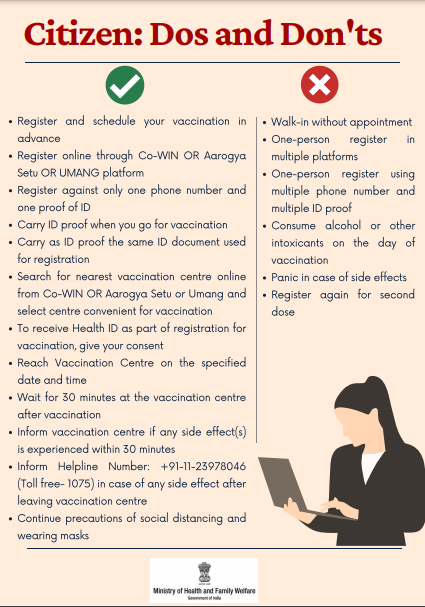 Citizen: Dos and Don'ts
• Register and schedule your vaccination in
advance
• Register online through Co-WIN OR Aarogya
Setu OR UMANG platform
• Register against only one phone number and
one proof of ID
• Carry ID proof when you go for vaccination
• Carry as ID proof the same ID document used
for registration
• Search for nearest vaccination centre online
from Co-WIN OR Aarogya Setu or Umang and
select centre convenient for vaccination
• To receive Health ID as part of registration for
vaccination, give your consent
• Reach Vaccination Centre on the specified
date and time
• Wait for 30 minutes at the vaccination centre
after vaccination
• Inform vaccination centre if any side effect(s)
is experienced within 30 minutes
• Inform Helpline Number: +91-11-23978046
(Toll free- 1075) in case of any side effect after
leaving vaccination centre
• Continue precautions of social distancing and
wearing masks
• Walk-in without appointment
• One-person register in
multiple platforms
• One-person register using
multiple phone number and
multiple ID proof
• Consume alcohol or other
intoxicants on the day of
vaccination
• Panic in case of side effects
• Register again for second
dose
Ministry of Health and Family Welfare
Government of India